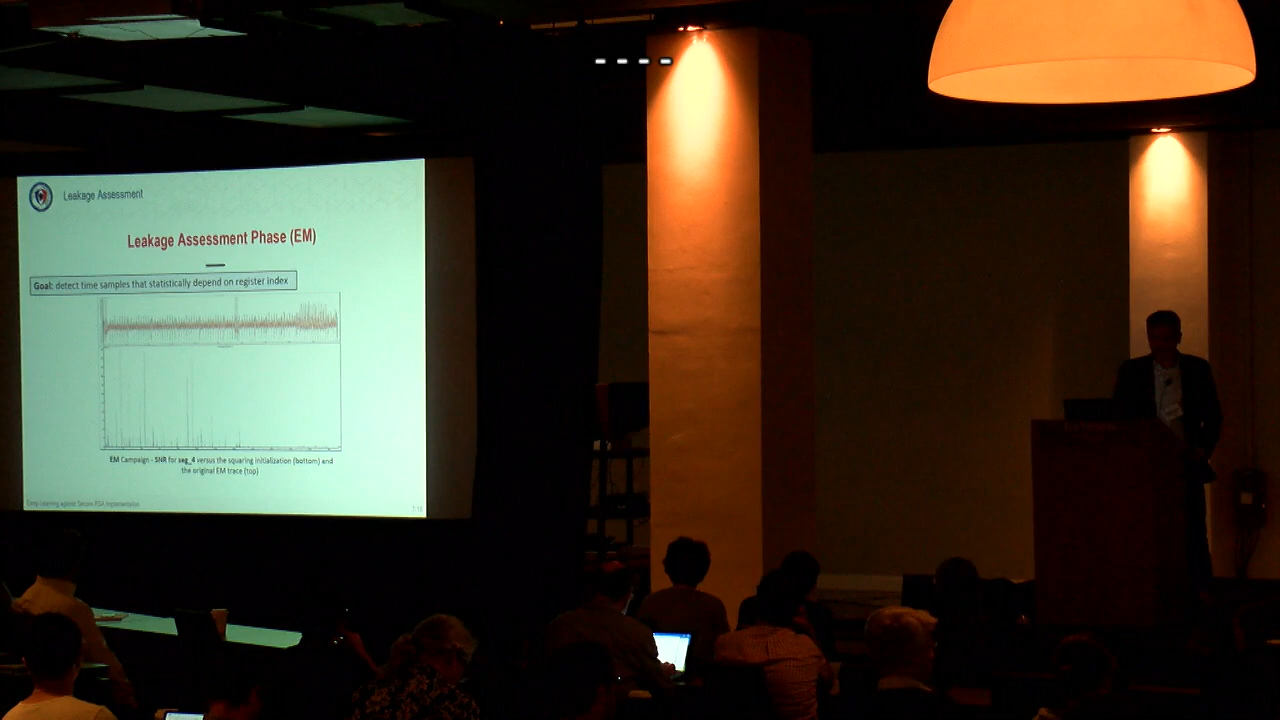 Leakage Assessment
Leakage Assessment Phase (EM)
Goal: detect time samples that statistically depend on register index
EM Campaign - SNR for seg_4 versus the squaring initialization (bottom) and
the original EM trace (top)
Deep Learning against Secure RSA Implementation